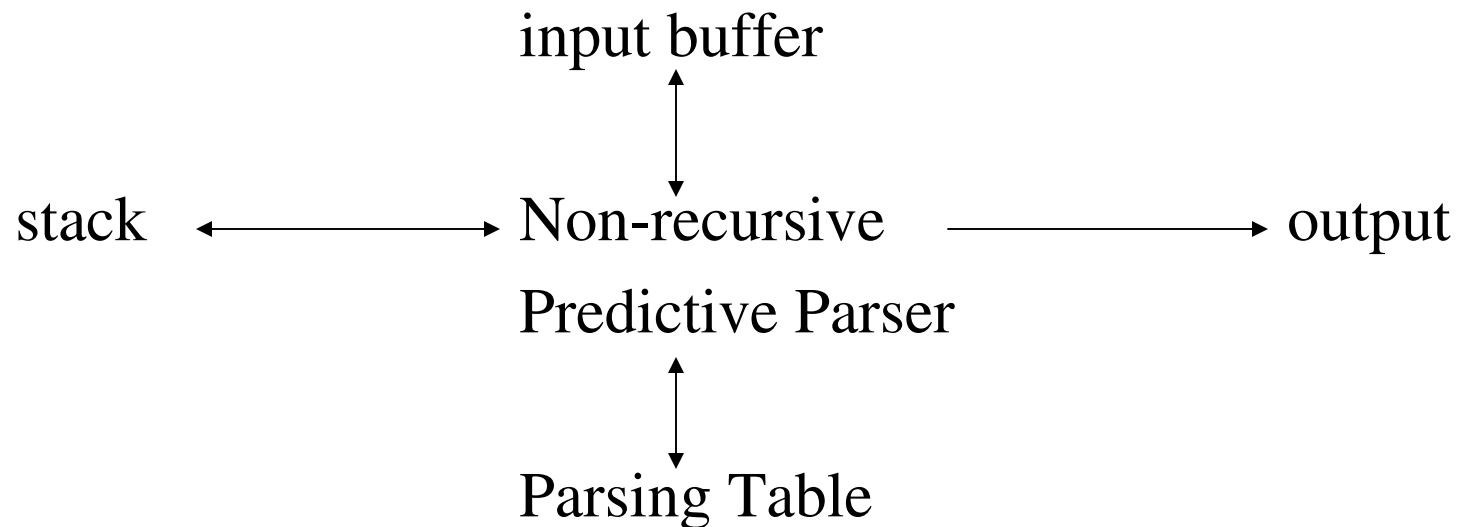 input buffer
stack
Non-recursive
output
Predictive Parser
Parsing Table